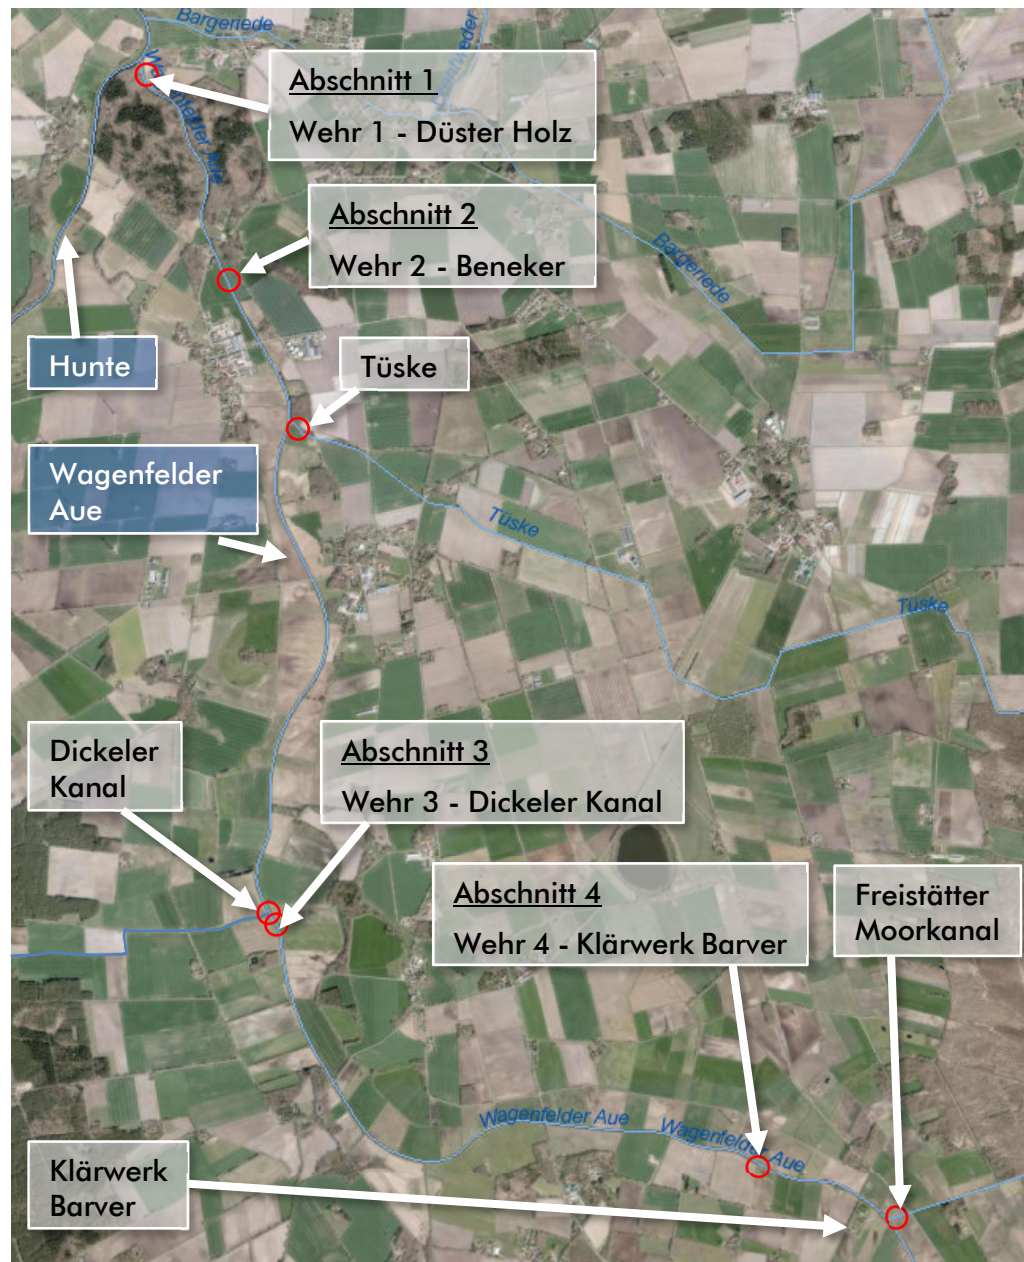 Bargeriede
Wagenfelder Aue
Abschnitt 1
Wehr 1 - Düster Holz
Abschnitt 2
Wehr 2 - Beneker
Bargeriede
Hunte
Tüske
Wagenfelder
Aue
Tüske
Tüske
Dickeler
Kanal
Abschnitt 3
Wehr 3 - Dickeler Kanal
Abschnitt 4
Wehr 4 - Klärwerk Barver
Freistätter
Moorkanal
Wagenfelder Aue
Wagenfelder Aue
Klärwerk
Barver